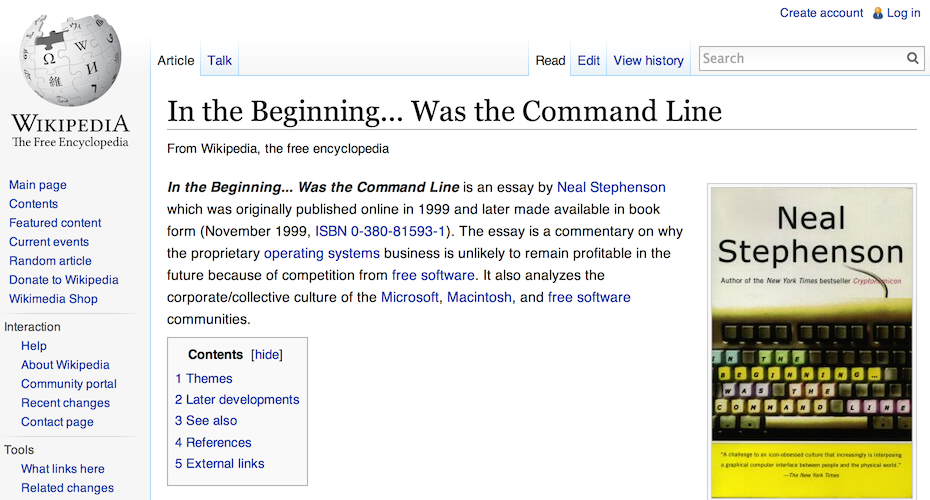 Create account Log in
Article Talk Read Edit View history Search
WIKIPEDIA
The Free Encyclopedia
Main page
Contents
Featured content
Current events
Random article
Donate to Wikipedia
Wikimedia Shop
Interaction
Help
About Wikipedia
Community portal
Recent changes
Contact page
Tools
What links here
Related changes
In the Beginning... Was the Command Line
From Wikipedia, the free encyclopedia
In the Beginning... Was the Command Line is an essay by Neal Stephenson
which was originally published online in 1999 and later made available in book
form (November 1999, ISBN 0-380-81593-1). The essay is a commentary on why
the proprietary operating systems business is unlikely to remain profitable in the
future because of competition from free software. It also analyzes the
corporate/collective culture of the Microsoft, Macintosh, and free software
communities.
Contents [hide]
1 Themes
2 Later developments
3 See also
4 References
5 External links
Neal
Stephenson
Author of the New York Times bestseller Cryptonomicon
IN THE
BEGINNING...
WAS THE
COMMAND LINE
"A challenge to an icon-obsessed culture that increasingly is interposing
a graphical computer interface between people and the physical world."
—The New York Times